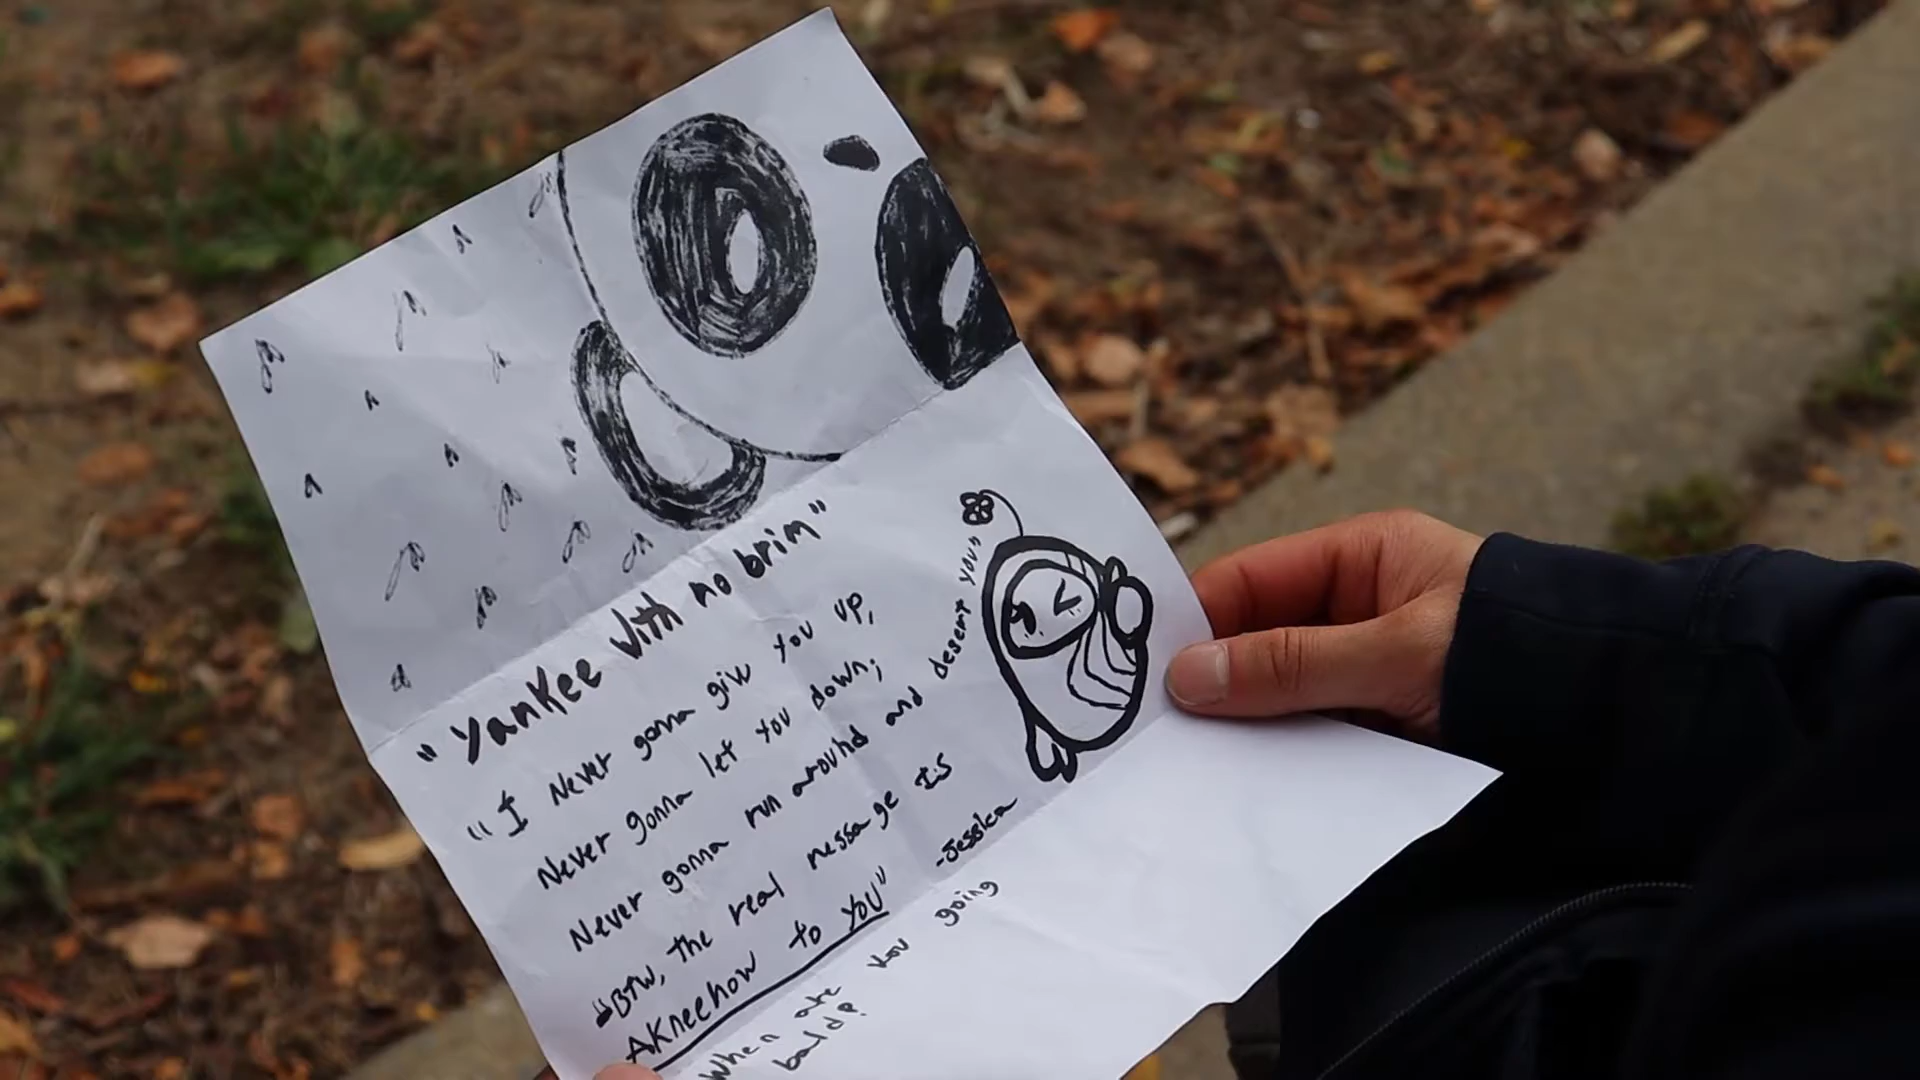 "Yankee With no brim"
"I Never gonna give you up,
Never gonna let you down;
Never gonna run around and desert you"
BTW, the real message is
AKneehow to YOU"
-Jessica
When are you going
bald?